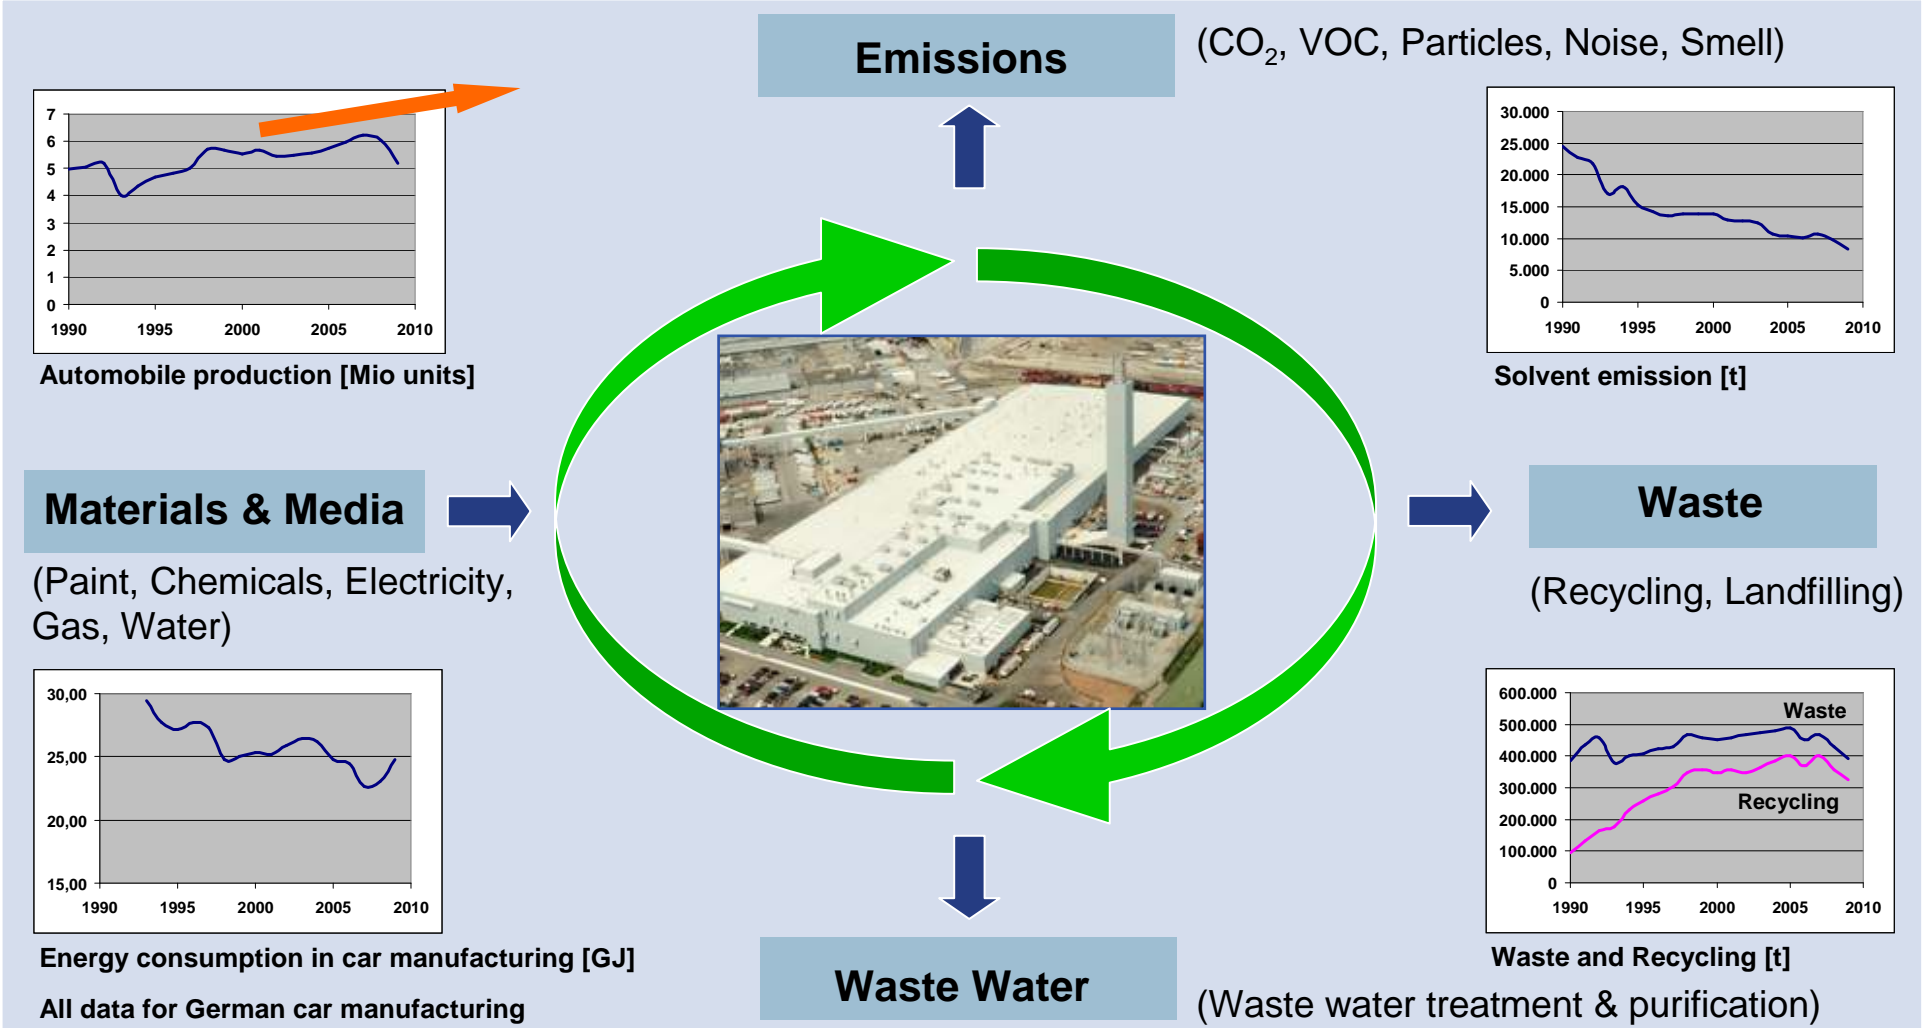 Emissions
(CO₂, VOC, Particles, Noise, Smell)
7
6
5
4
3
2
1
0
1990 1995 2000 2005 2010
Automobile production [Mio units]
30.000
25.000
20.000
15.000
10.000
5.000
0
1990 1995 2000 2005 2010
Solvent emission [t]
Materials & Media
(Paint, Chemicals, Electricity,
Gas, Water)
Waste
(Recycling, Landfilling)
30,00
25,00
20,00
15,00
1990 1995 2000 2005 2010
Energy consumption in car manufacturing [GJ]
All data for German car manufacturing
600.000
500.000
400.000
300.000
200.000
100.000
0
Waste
Recycling
1990 1995 2000 2005 2010
Waste and Recycling [t]
Waste Water
(Waste water treatment & purification)